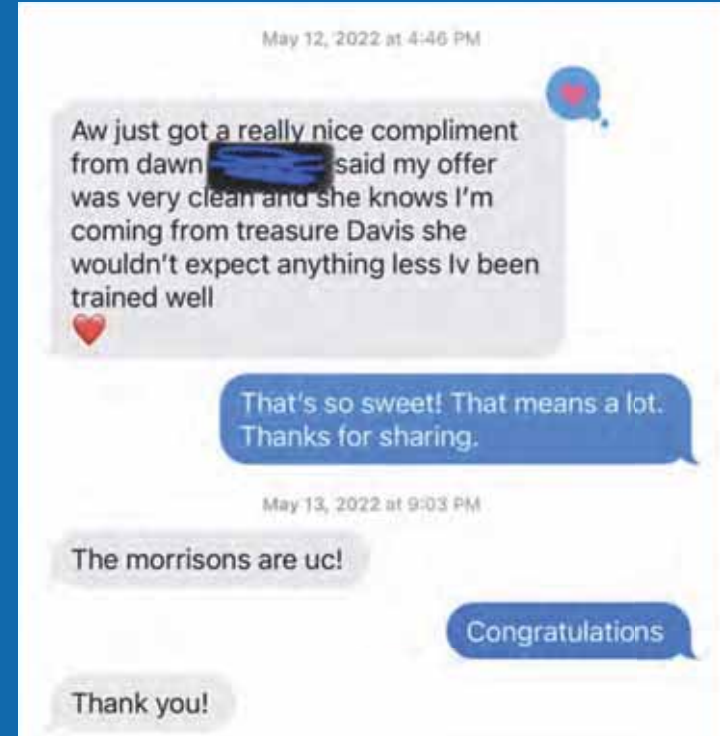 May 12, 2022 at 4:46 PM
Aw just got a really nice compliment
from dawn said my offer
was very clean and she knows I'm
coming from treasure Davis she
wouldn't expect anything less Iv been
trained well
❤️
That's so sweet! That means a lot.
Thanks for sharing.
May 13, 2022 at 9:03 PM
The morrisons are uc!
Congratulations
Thank you!